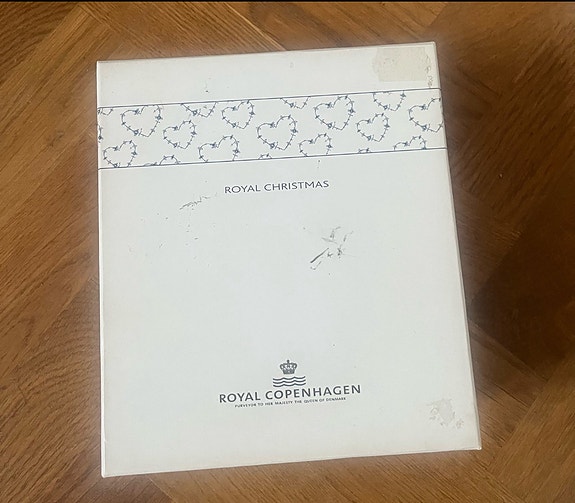 ROYAL CHRISTMAS
ROYAL COPENHAGEN
PURVEYOR TO HER MAJESTY THE QUEEN OF DENMARK